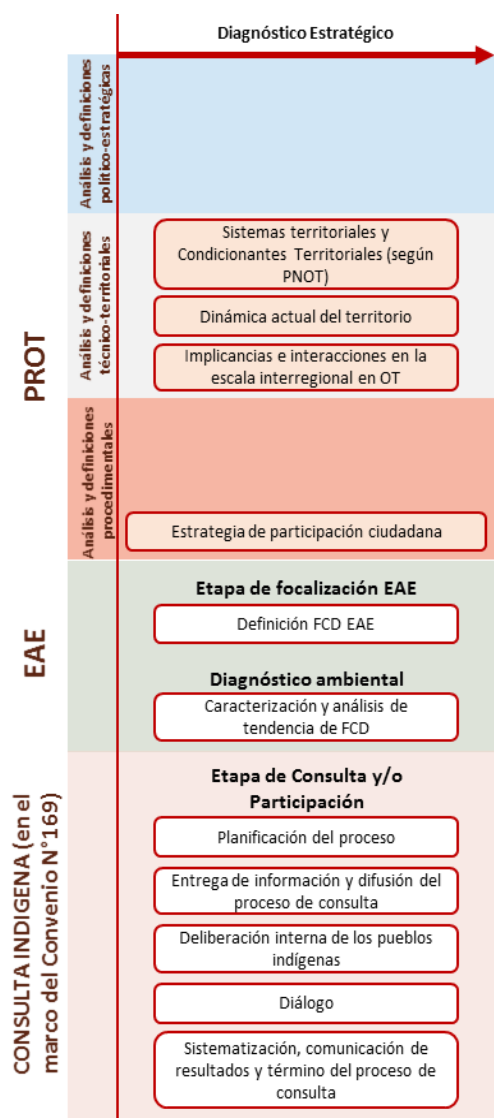 Diagnóstico Estratégico
PROT
Análisis y definiciones
político-estratégicas
Análisis y definiciones
técnico-territoriales
Sistemas territoriales y
Condicionantes Territoriales (según
PNOT)
Dinámica actual del territorio
Implicancias e interacciones en la
escala interregional en OT
Análisis y definiciones
procedimentales
Estrategia de participación ciudadana
EAE
Etapa de focalización EAE
Definición FCD EAE
Diagnóstico ambiental
Caracterización y análisis de
tendencia de FCD
CONSULTA INDIGENA (en el
marco del Convenio N°169)
Etapa de Consulta y/o
Participación
Planificación del proceso
Entrega de información y difusión del
proceso de consulta
Deliberación interna de los pueblos
indígenas
Diálogo
Sistematización, comunicación de
resultados y término del proceso de
consulta